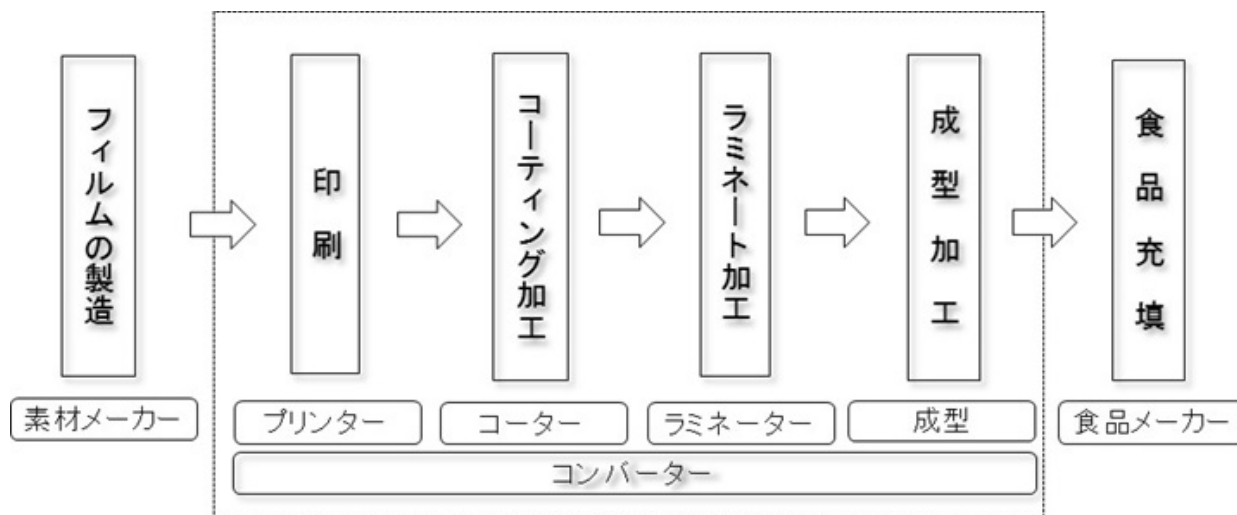 フィルムの製造
印刷
コーティング加工
ラミネート加工
成型加工
食品充填
素材メーカー
プリンター
コーター
ラミネーター
成型
食品メーカー
コンバーター